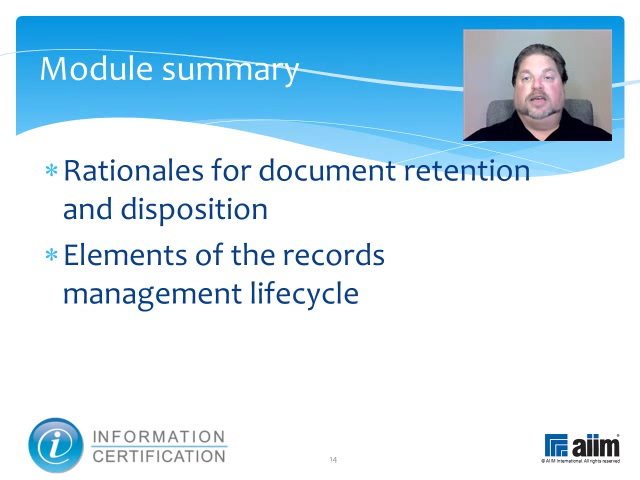 Module summary
*Rationales for document retention
and disposition
*Elements of the records
management lifecycle
i INFORMATION
CERTIFICATION
14
aiim
© AIIM International. All rights reserved